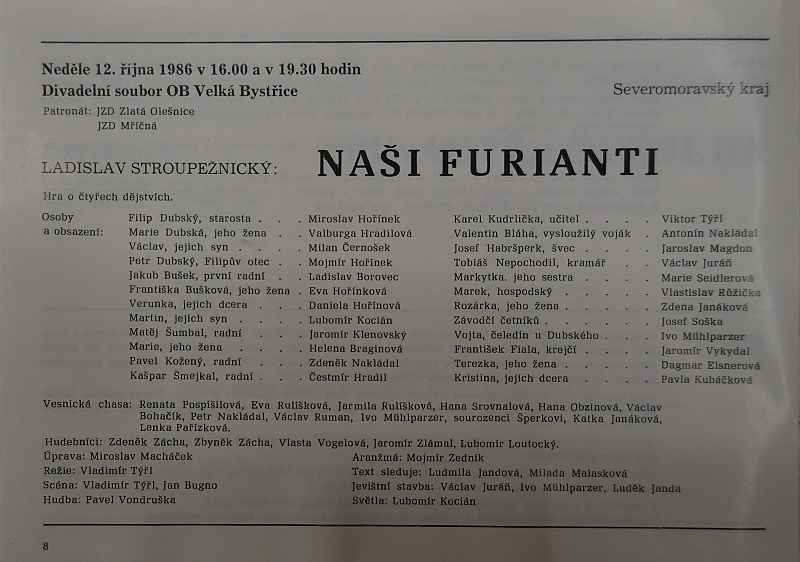 Neděle 12. října 1986 v 16.00 a v 19.30 hodin
Divadelní soubor OB Velká Bystřice Severomoravský kraj
Patronát: JZD Zlatá Olešnice
JZD Mříčná
LADISLAV STROUPEŽNICKÝ: NAŠI FURIANTI
Hra o čtyřech dějstvích.
Osoby a obsazení:
Filip Dubský, starosta . . . Miroslav Hořínek
Marie Dubská, jeho žena . . . Valburga Hradilová
Václav, jejich syn . . . . Milan Černošek
Petr Dubský, Filipův otec . . Mojmír Hořínek
Jakub Bušek, první radní . . Ladislav Borovec
Františka Bušková, jeho žena . Eva Hořínková
Verunka, jejich dcera . . . Daniela Hořínová
Martin, jejich syn . . . . Lubomír Kocián
Matěj Šumbal, radní . . . Jaromír Klenovský
Marie, jeho žena . . . . Helena Braginová
Pavel Kožený, radní . . . Zdeněk Nakládal
Kašpar Šmejkal, radní . . . Čestmír Hradil
Karel Kudrlička, učitel . . . . Viktor Týřl
Valentin Bláha, vysloužilý voják . Antonín Nakládal
Josef Habršperk, švec . . . . Jaroslav Magdon
Tobiáš Nepochodil, kramář . . Václav Juráň
Markytka, jeho sestra . . . . Marie Seidlerová
Marek, hospodský . . . . . Vlastislav Růžička
Rozárka, jeho žena . . . . . Zdena Janáková
Závodčí četníků . . . . . . Josef Soška
Vojta, čeledín u Dubského . . . Ivo Mühlparzer
František Fiala, krejčí . . . . Jaromír Vykydal
Terezka, jeho žena . . . . . Dagmar Elsnerová
Kristina, jejich dcera . . . . Pavla Kubáčková
Vesnická chasa: Renata Pospíšilová, Eva Rulíšková, Jarmila Rulíšková, Hana Srovnalová, Hana Obzinová, Václav
Bohačík, Petr Nakládal, Václav Ruman, Ivo Mühlparzer, sourozenci Šperkovi, Katka Janáková,
Lenka Pařízková.
Hudebníci: Zdeněk Zácha, Zbyněk Zácha, Vlasta Vogelová, Jaromír Zlámal, Lubomír Loutocký.
Úprava: Miroslav Macháček
Režie: Vladimír Týřl
Scéna: Vladimír Týřl, Jan Bugno
Hudba: Pavel Vondruška
Aranžmá: Mojmír Zedník
Text sleduje: Ludmila Jandová, Milada Malasková
Jevištní stavba: Václav Juráň, Ivo Mühlparzer, Luděk Janda
Světla: Lubomír Kocián
8